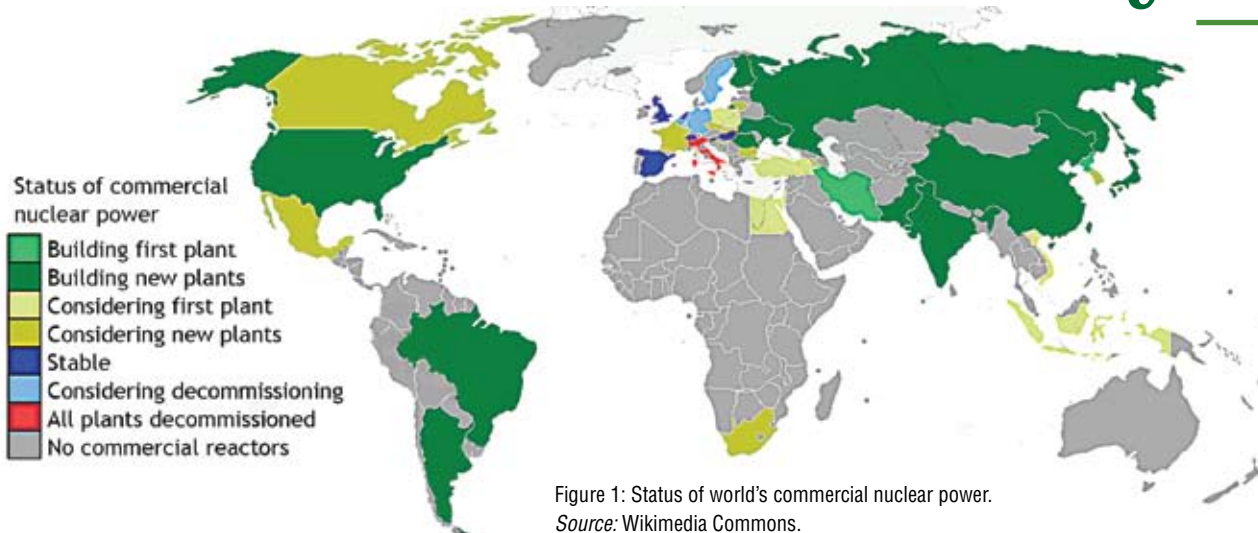 Status of commercial
nuclear power
Building first plant
Building new plants
Considering first plant
Considering new plants
Stable
Considering decommissioning
All plants decommissioned
No commercial reactors
Figure 1: Status of world's commercial nuclear power.
Source: Wikimedia Commons.